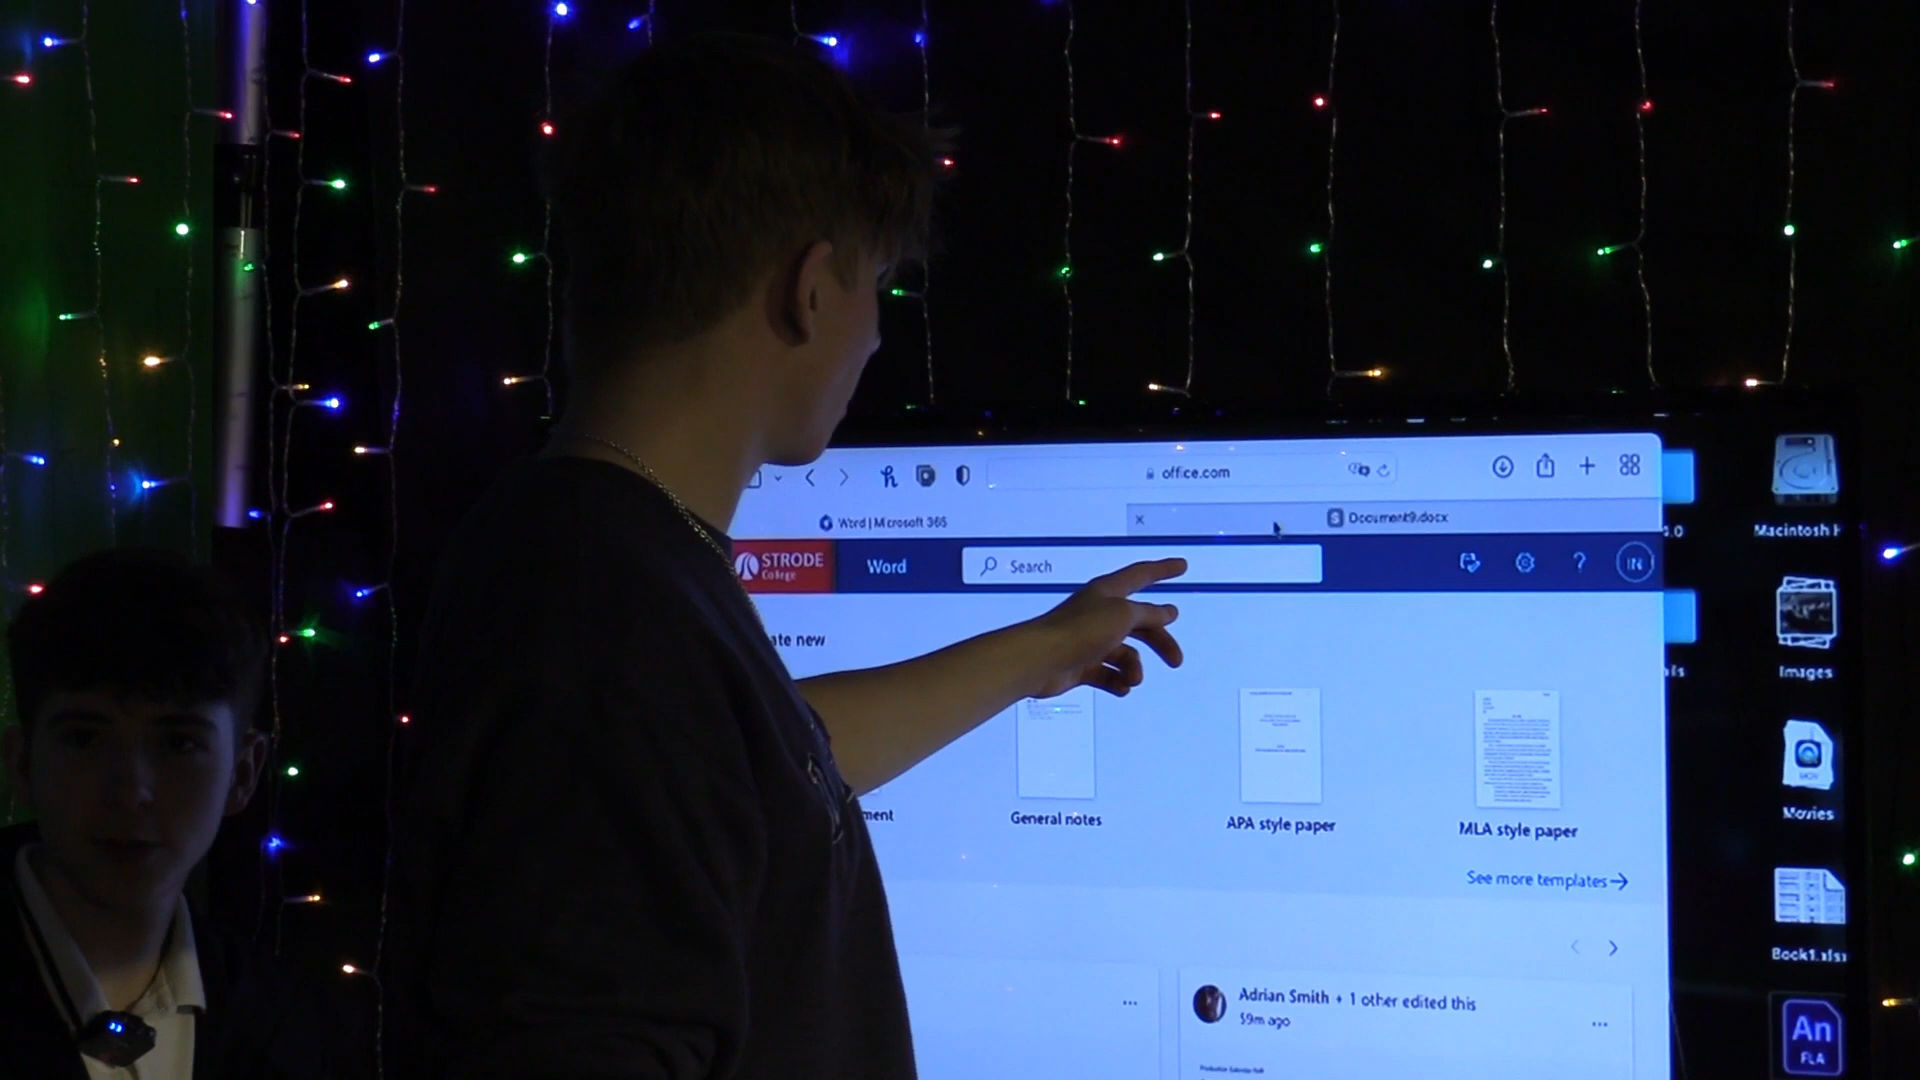 office.com
Word | Microsoft 365
Document9.docx
STRODE
College
Word
Search
IN
ate new
ment
General notes
APA style paper
MLA style paper
See more templates
Adrian Smith + 1 other edited this
59m ago
Macintosh H
Images
MOV
Movies
Book1.xlsx
An
FLA